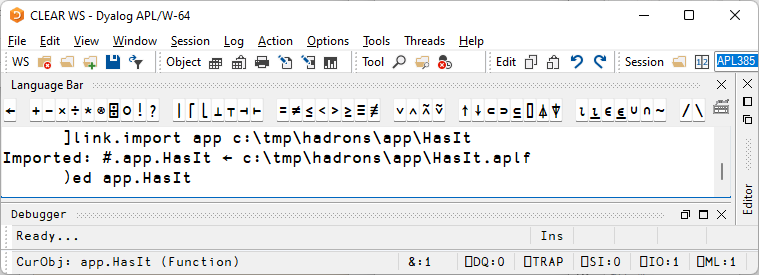 CLEAR WS - Dyalog APL/W-64
File Edit View Window Session Log Action Options Tools Threads Help
WS Object Tool Edit Session APL385
Language Bar
← + - × ÷ * ⍟ ⌹ ○ ! ? | ⌈ ⌊ ⊥ ⊤ ⊣ ⊢ = ≠ ≤ < > ≥ ≡ ≢ ∨ ∧ ⍲ ⍱ ↑ ↓ ⊂ ⊃ ⊆ ⌷ ⍋ ⍒ ⍳ ⍸ ∊ ⍷ ∪ ∩ ~ / \
]link.import app c:\tmp\hadrons\app\HasIt
Imported: #.app.HasIt ← c:\tmp\hadrons\app\HasIt.aplf
)ed app.HasIt
Editor
Debugger
Ready... Ins
CurObj: app.HasIt (Function) &:1 ⎕DQ:0 ⎕TRAP ⎕SI:0 ⎕IO:1 ⎕ML:1